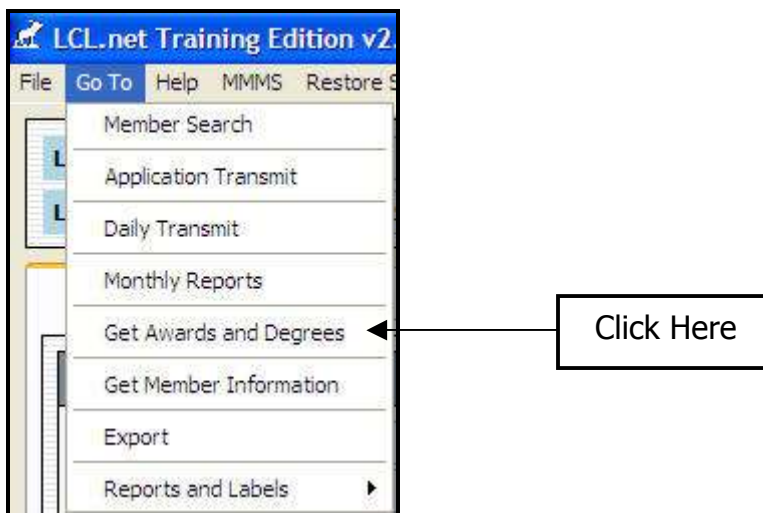 LCL.net Training Edition v2.
File Go To Help MMMS Restore S
L
L
Member Search
Application Transmit
Daily Transmit
Monthly Reports
Get Awards and Degrees
Click Here
Get Member Information
Export
Reports and Labels